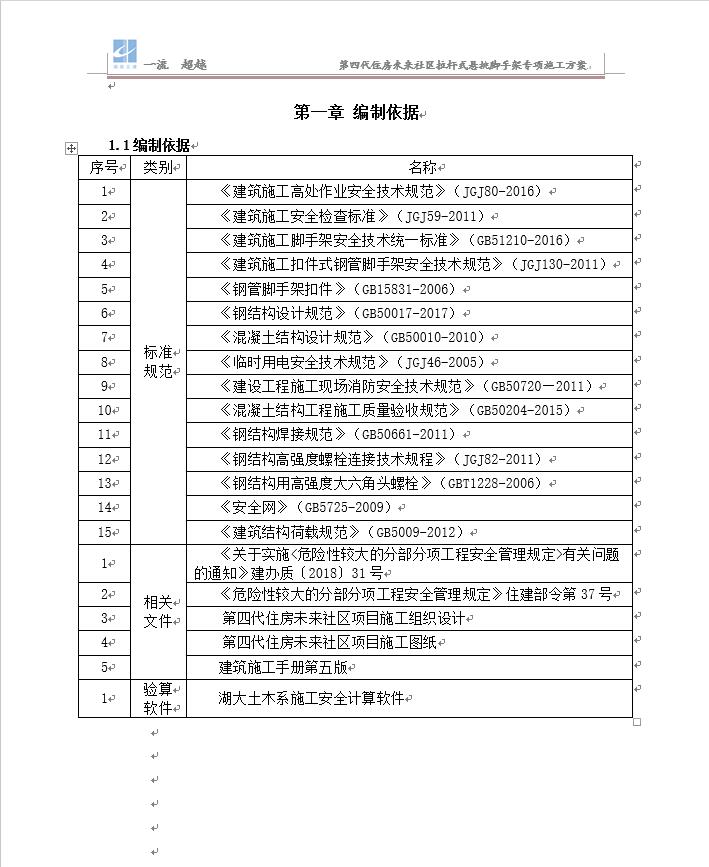 一流 超越 第四代住房未来社区拉杆式悬挑脚手架专项施工方案
第一章 编制依据
1.1编制依据
序号 类别 名称
1 《建筑施工高处作业安全技术规范》(JGJ80-2016)
2 《建筑施工安全检查标准》(JGJ59-2011)
3 《建筑施工脚手架安全技术统一标准》(GB51210-2016)
4 《建筑施工扣件式钢管脚手架安全技术规范》(JGJ130-2011)
5 《钢管脚手架扣件》(GB15831-2006)
6 《钢结构设计规范》(GB50017-2017)
7 《混凝土结构设计规范》(GB50010-2010)
标准
规范
8 《临时用电安全技术规范》(JGJ46-2005)
9 《建设工程施工现场消防安全技术规范》(GB50720—2011)
10 《混凝土结构工程施工质量验收规范》(GB50204-2015)
11 《钢结构焊接规范》(GB50661-2011)
12 《钢结构高强度螺栓连接技术规程》(JGJ82-2011)
13 《钢结构用高强度大六角头螺栓》(GBT1228-2006)
14 《安全网》(GB5725-2009)
15 《建筑结构荷载规范》(GB5009-2012)
1 《关于实施<危险性较大的分部分项工程安全管理规定>有关问题
的通知》建办质〔2018〕31号
2 《危险性较大的分部分项工程安全管理规定》住建部令第37号
相关
文件
3 第四代住房未来社区项目施工组织设计
4 第四代住房未来社区项目施工图纸
5 建筑施工手册第五版
1 验算
软件 湖大土木系施工安全计算软件